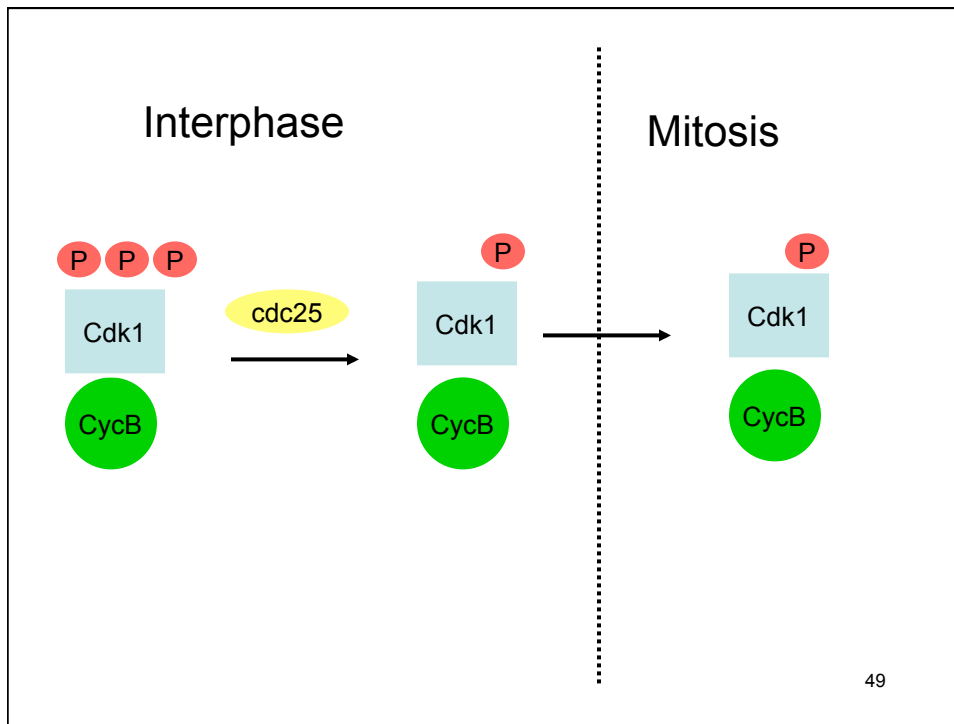 Interphase
Mitosis
P P P
Cdk1
CycB
cdc25
P
Cdk1
CycB
P
Cdk1
CycB
49